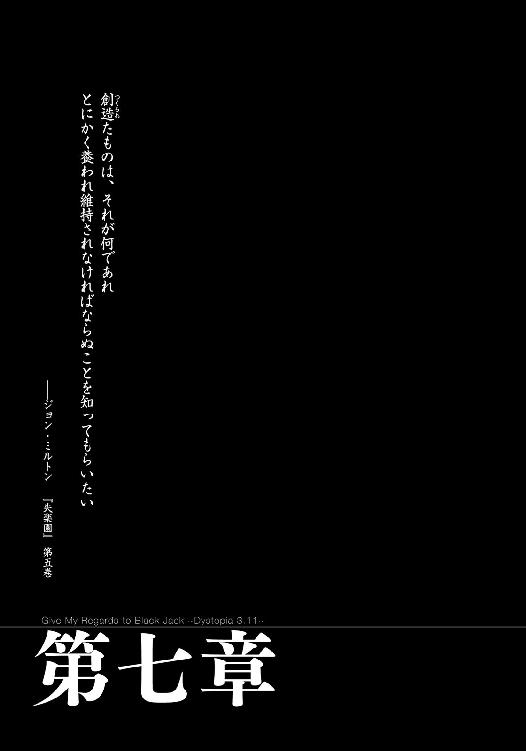 創造たものは、それが何であれ
とにかく養われ維持されなければならぬことを知ってもらいたい
──ジョン・ミルトン 『失楽園』 第五巻
Give My Regards to Black Jack --Dystopia 3.11--
第七章